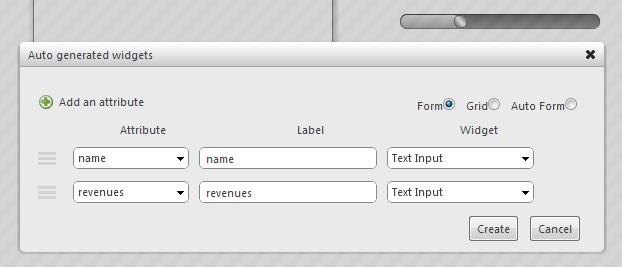 Auto generated widgets
Add an attribute
Form Grid Auto Form
Attribute Label Widget
name name Text Input
revenues revenues Text Input
Create Cancel